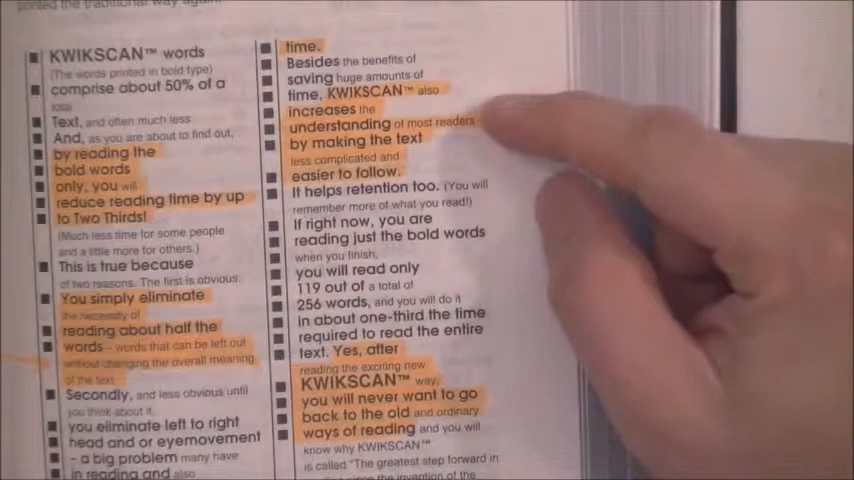 ported the traditional way again.
KWIKSCAN™ words
(The words printed in bold type)
comprise about 50% of a
total
Text, and often much less
And, as you are about to find out,
by reading the
bold words
only, you will
reduce reading time by up
to Two Thirds!
(Much less time for some people
and a little more for others.)
This is true because
of two reasons. The first is obvious.
You simply eliminate
the necessity of
reading about half the
words - words that can be left out
without changing the overall meaning
of the text.
Secondly, and less obvious until
you think about it,
you eliminate left to right
head and or eyemovement
- a big problem many have
in reading and also
time.
Besides the benefits of
saving huge amounts of
time, KWIKSCAN™ also
increases the
understanding of most readers
by making the text
less complicated and
easier to follow.
It helps retention too. (You will
remember more of what you read!)
If right now, you are
reading just the bold words
when you finish,
you will read only
119 out of a total of
256 words, and you will do it
in about one-third the time
required to read the entire
text. Yes, after
reading the exciting new
KWIKSCAN™ way,
you will never want to go
back to the old and ordinary
ways of reading and you will
know why KWIKSCAN™
is called "The greatest step forward in
since the invention of the